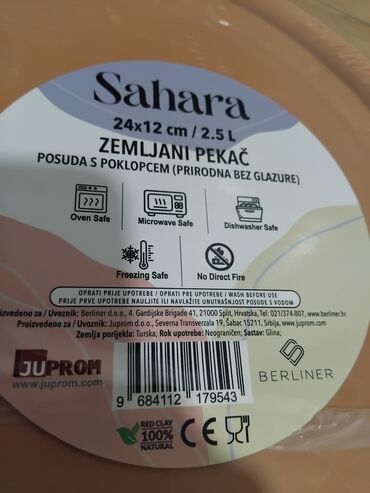 Sahara
24x12 cm / 2.5 L
ZEMLJANI PEKAČ
POSUDA S POKLOPCEM (PRIRODNA BEZ GLAZURE)
Oven Safe
Microwave Safe
Dishwasher Safe
Freezing Safe
No Direct Fire
OPRATI PRIJE UPOTREBE / OPRATI PRE UPOTREBE / WASH BEFORE USE
PRIJE PRVE UPOTREBE NAULJITE ILI NAVLAŽITE UNUTRAŠNJOST POSUDE S VODOM
oizvedeno za / Uvoznik: Berliner d.o.o., 4. Gardijske Brigade 41, 21000 Split, Hrvatska, Tel: 021/374-807, www.berliner.hr
Proizvedeno za / Uvoznik: Juprom d.o.o., Severna Transverzala 19, Šabac 15211, Srbija, www.juprom.com
Zemlja porijekla: Turska; Rok upotrebe: Neograničen; Sastav: Glina;
JUPROM
www.juprom.com
BERLINER
9 684112 179543
RED CLAY
100%
NATURAL
CE